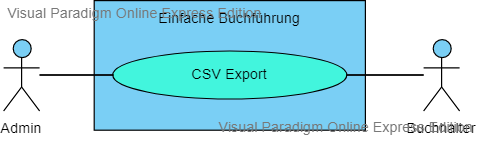 Visual Paradigm Online Express Edition
Einfache Buchführung
CSV Export
Admin
Buchhalter
Visual Paradigm Online Express Edition